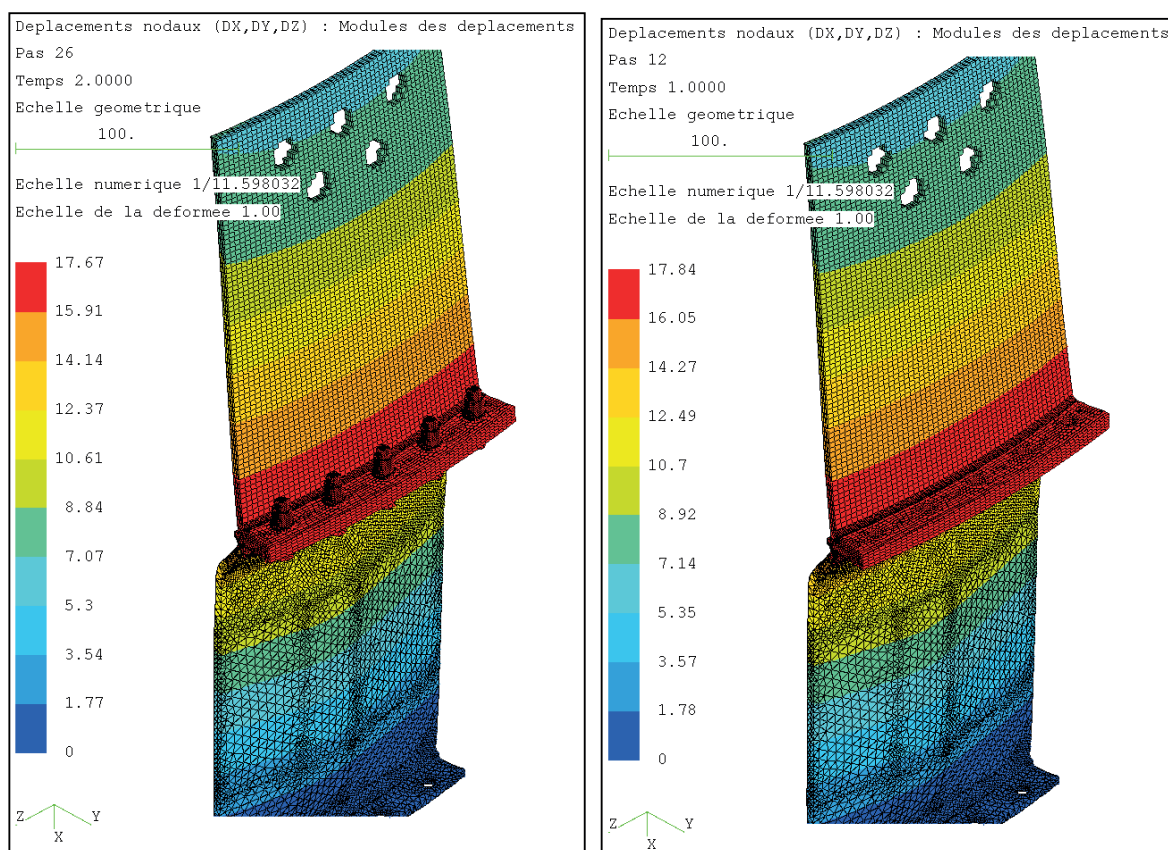 Deplacements nodaux (DX,DY,DZ) : Modules des deplacements
Pas 26
Temps 2.0000
Echelle geometrique
100.
Echelle numerique 1/11.598032
Echelle de la deformee 1.00
17.67
15.91
14.14
12.37
10.61
8.84
7.07
5.3
3.54
1.77
0
Z Y
X
Deplacements nodaux (DX,DY,DZ) : Modules des deplacements
Pas 12
Temps 1.0000
Echelle geometrique
100.
Echelle numerique 1/11.598032
Echelle de la deformee 1.00
17.84
16.05
14.27
12.49
10.7
8.92
7.14
5.35
3.57
1.78
0
Z Y
X